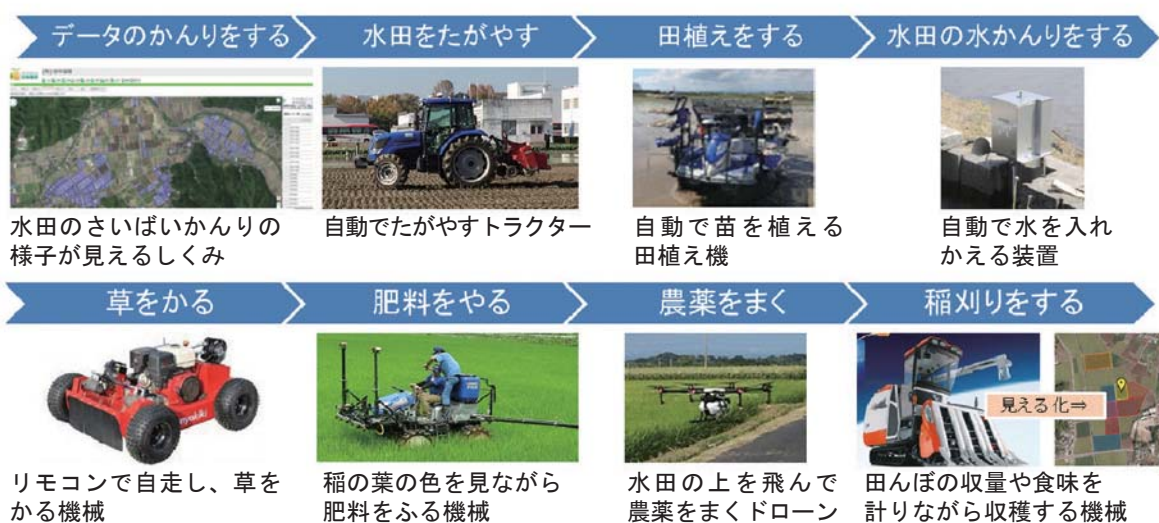 データのかんりをする
水田をたがやす
田植えをする
水田の水かんりをする
水田のさいばいかんりの
様子が見えるしくみ
自動でたがやすトラクター
自動で苗を植える
田植え機
自動で水を入れ
かえる装置
草をかる
肥料をやる
農薬をまく
稲刈りをする
見える化⇒
リモコンで自走し、草を
かる機械
稲の葉の色を見ながら
肥料をふる機械
水田の上を飛んで
農薬をまくドローン
田んぼの収量や食味を
計りながら収穫する機械